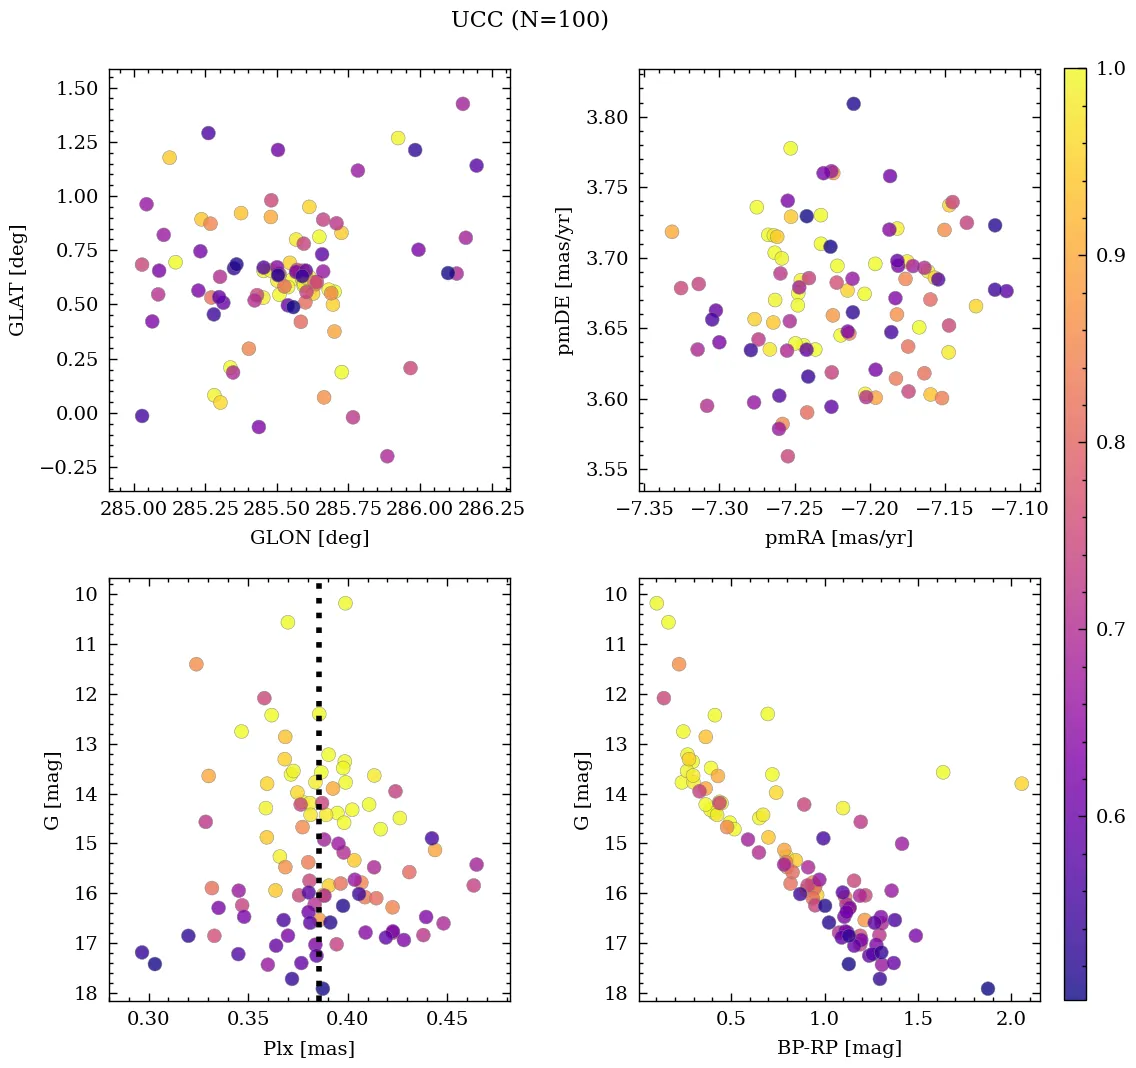 UCC (N=100)
1.50
1.25
1.00
0.75
0.50
0.25
0.00
−0.25
GLAT [deg]
285.00 285.25 285.50 285.75 286.00 286.25
GLON [deg]
3.80
3.75
3.70
3.65
3.60
3.55
pmDE [mas/yr]
−7.35 −7.30 −7.25 −7.20 −7.15 −7.10
pmRA [mas/yr]
1.0
0.9
0.8
0.7
0.6
10
11
12
13
14
15
16
17
18
G [mag]
0.30 0.35 0.40 0.45
Plx [mas]
10
11
12
13
14
15
16
17
18
G [mag]
0.5 1.0 1.5 2.0
BP-RP [mag]